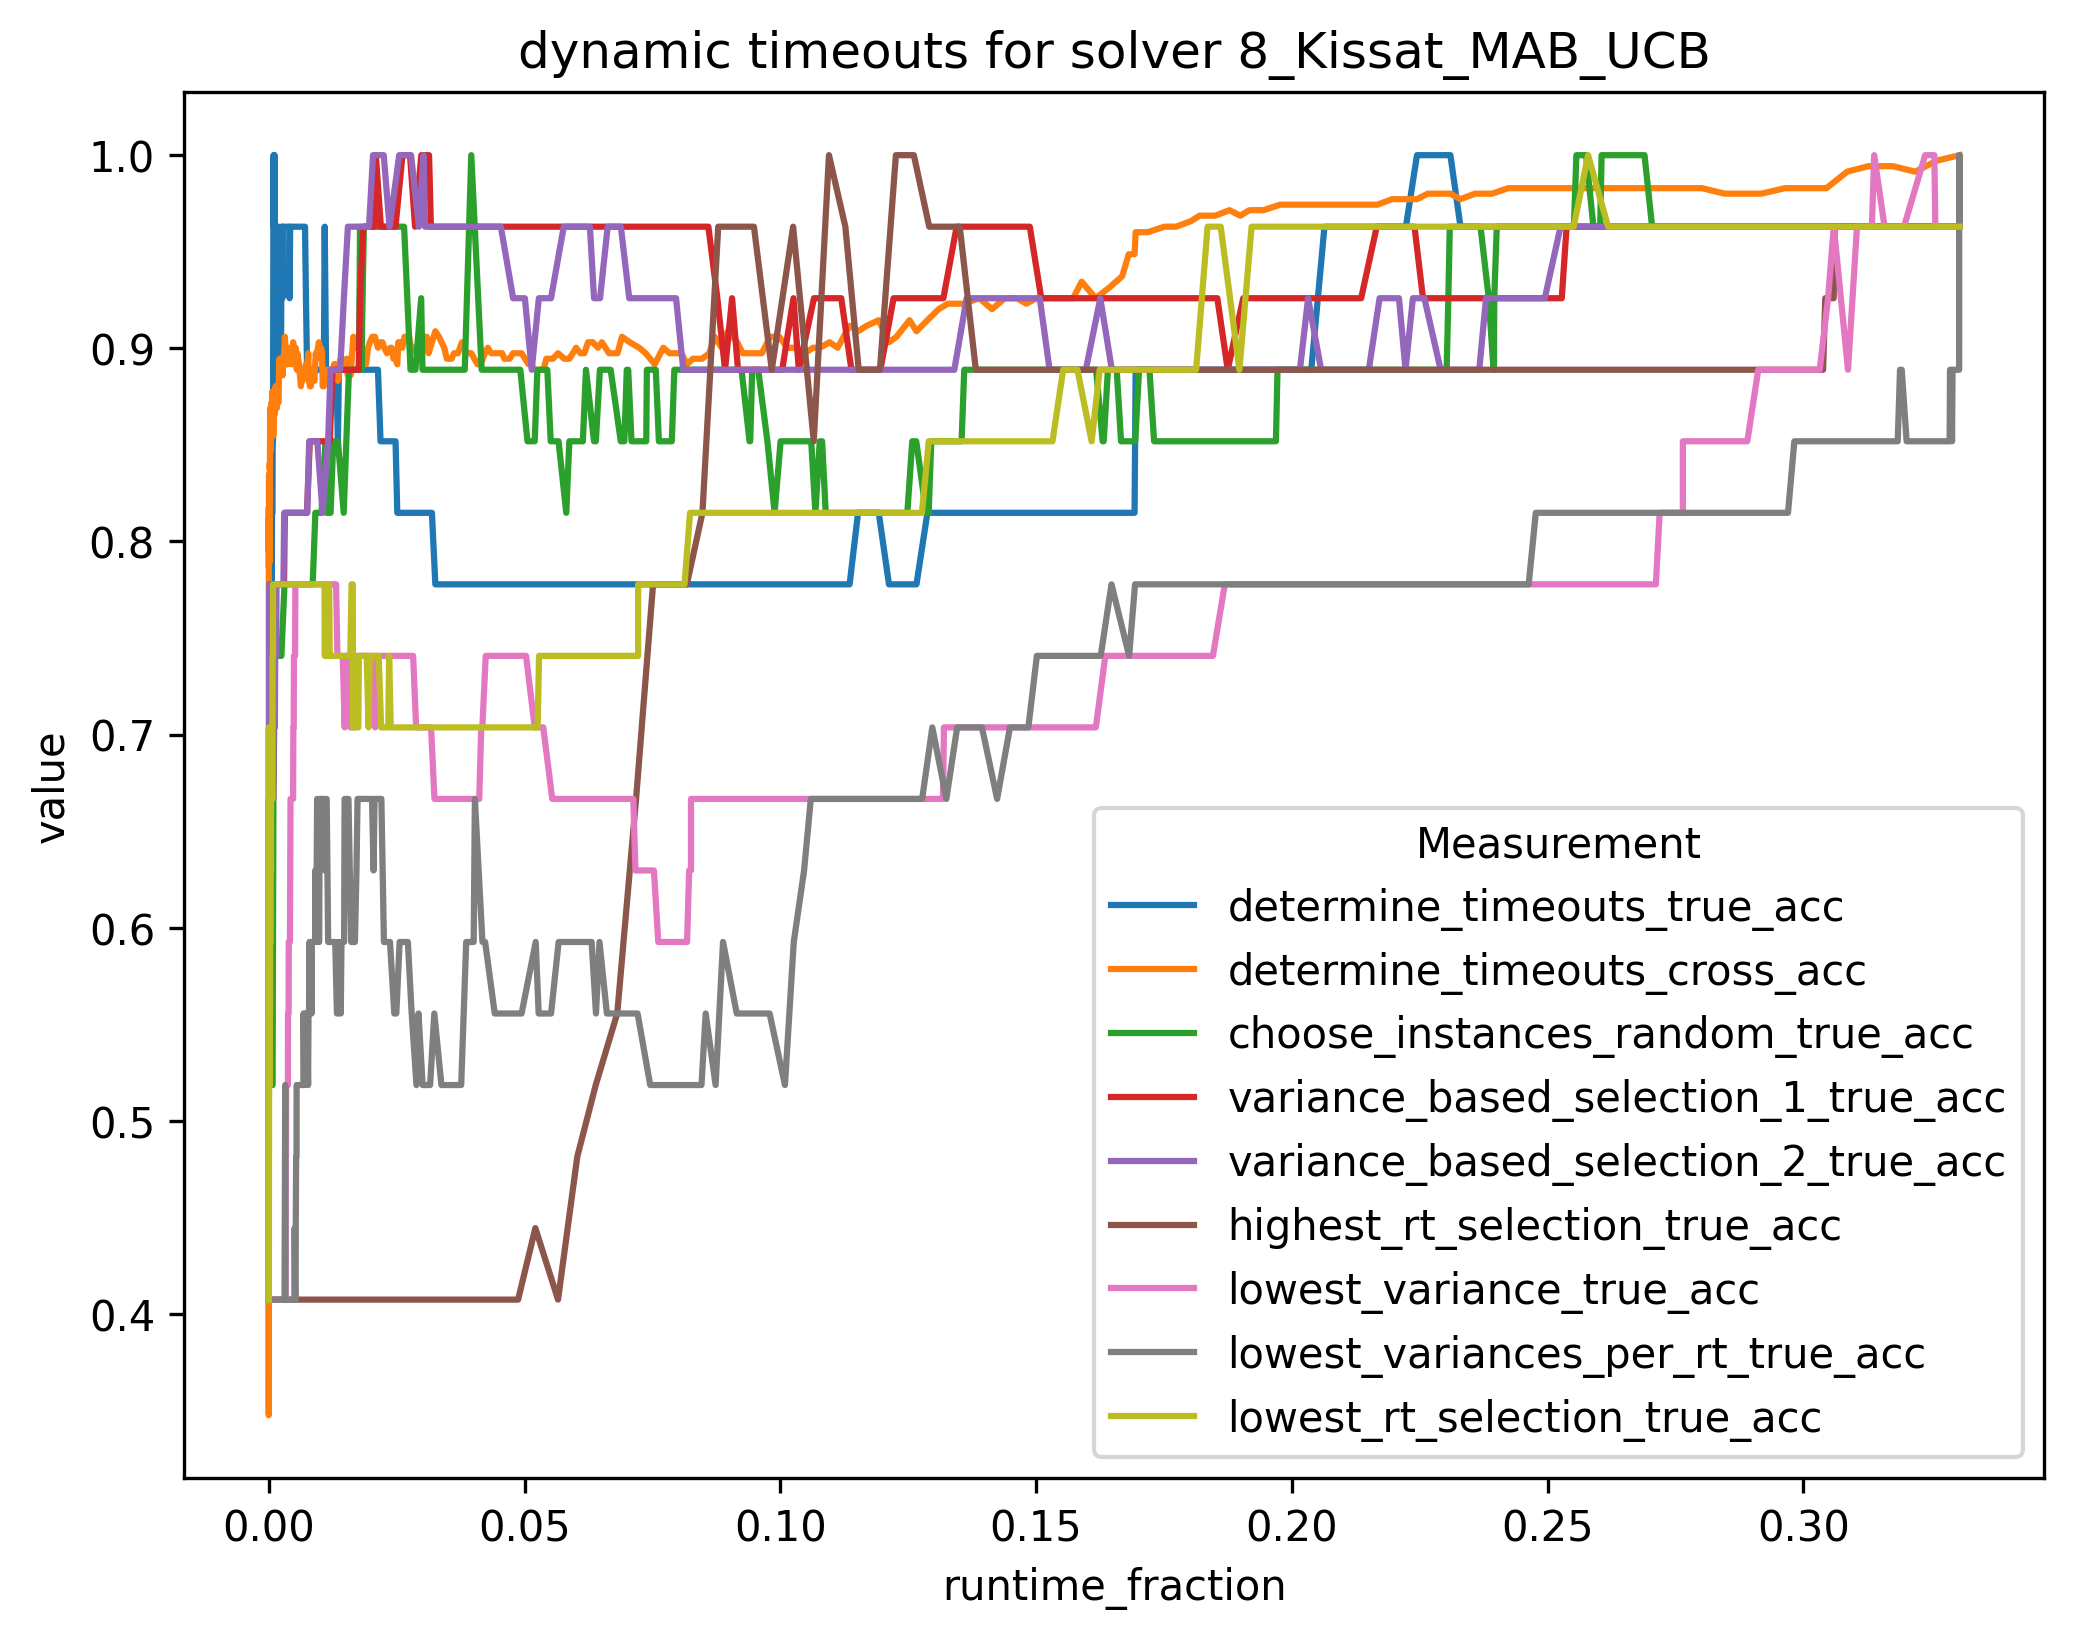 dynamic timeouts for solver 8_Kissat_MAB_UCB
1.0
0.9
0.8
0.7
0.6
0.5
0.4
value
0.00 0.05 0.10 0.15 0.20 0.25 0.30
runtime_fraction
Measurement
determine_timeouts_true_acc
determine_timeouts_cross_acc
choose_instances_random_true_acc
variance_based_selection_1_true_acc
variance_based_selection_2_true_acc
highest_rt_selection_true_acc
lowest_variance_true_acc
lowest_variances_per_rt_true_acc
lowest_rt_selection_true_acc